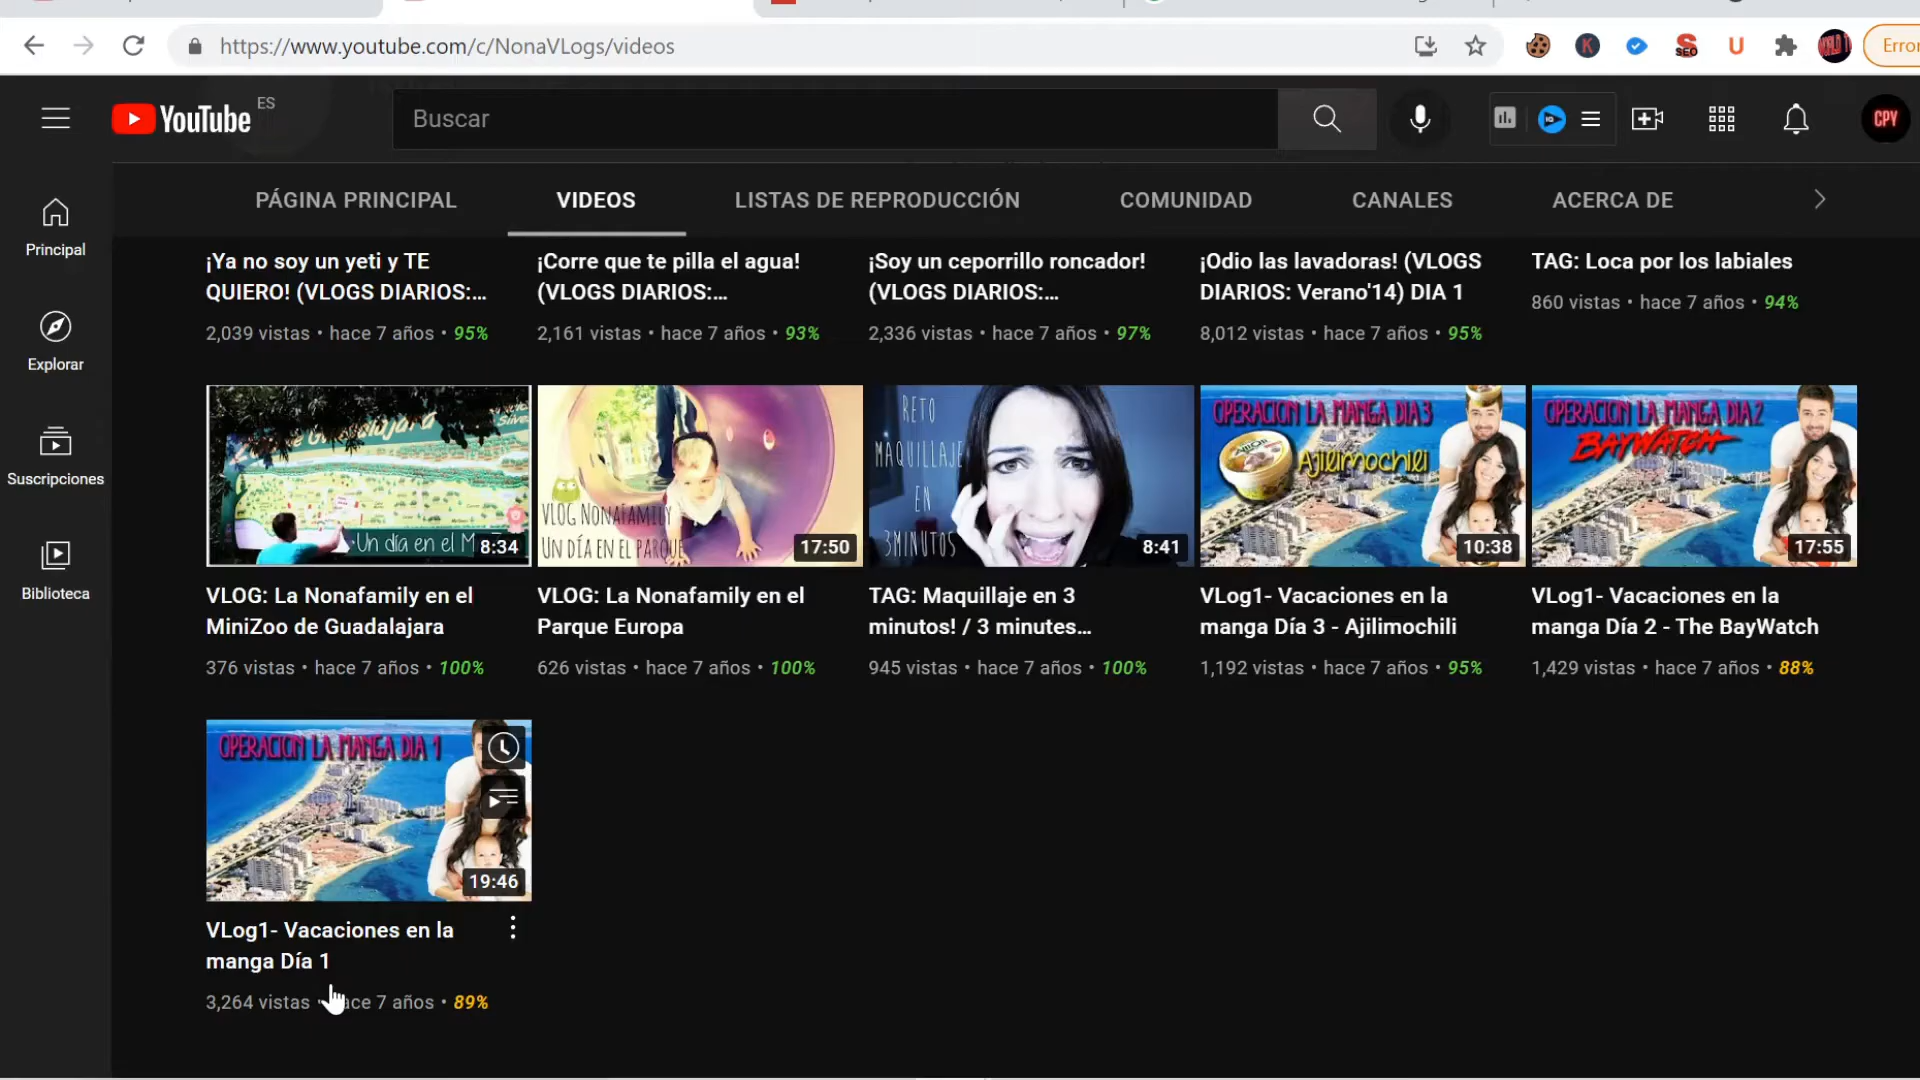 https://www.youtube.com/c/NonaVLogs/videos
K
SEO
U
Error
YouTube
ES
Buscar
CPY
PÁGINA PRINCIPAL
VIDEOS
LISTAS DE REPRODUCCIÓN
COMUNIDAD
CANALES
ACERCA DE
Principal
Explorar
Suscripciones
Biblioteca
¡Ya no soy un yeti y TE
QUIERO! (VLOGS DIARIOS:...
2,039 vistas • hace 7 años • 95%
¡Corre que te pilla el agua!
(VLOGS DIARIOS:...
2,161 vistas • hace 7 años • 93%
¡Soy un ceporrillo roncador!
(VLOGS DIARIOS:...
2,336 vistas • hace 7 años • 97%
¡Odio las lavadoras! (VLOGS
DIARIOS: Verano'14) DIA 1
8,012 vistas • hace 7 años • 95%
TAG: Loca por los labiales
860 vistas • hace 7 años • 94%
Un día en el M
8:34
VLOG: La Nonafamily en el
MiniZoo de Guadalajara
376 vistas • hace 7 años • 100%
VLOG NONAFAMILY
UN DÍA EN EL PARQUE
17:50
VLOG: La Nonafamily en el
Parque Europa
626 vistas • hace 7 años • 100%
RETO
MAQUILLAJE
EN
3MINUTOS
8:41
TAG: Maquillaje en 3
minutos! / 3 minutes...
945 vistas • hace 7 años • 100%
OPERACION LA MANGA DIA 3
Ajilimochili
10:38
VLog1- Vacaciones en la
manga Día 3 - Ajilimochili
1,192 vistas • hace 7 años • 95%
OPERACION LA MANGA DIA 2
BAYWATCH
17:55
VLog1- Vacaciones en la
manga Día 2 - The BayWatch
1,429 vistas • hace 7 años • 88%
OPERACION LA MANGA DIA 1
19:46
VLog1- Vacaciones en la
manga Día 1
3,264 vistas • ace 7 años • 89%